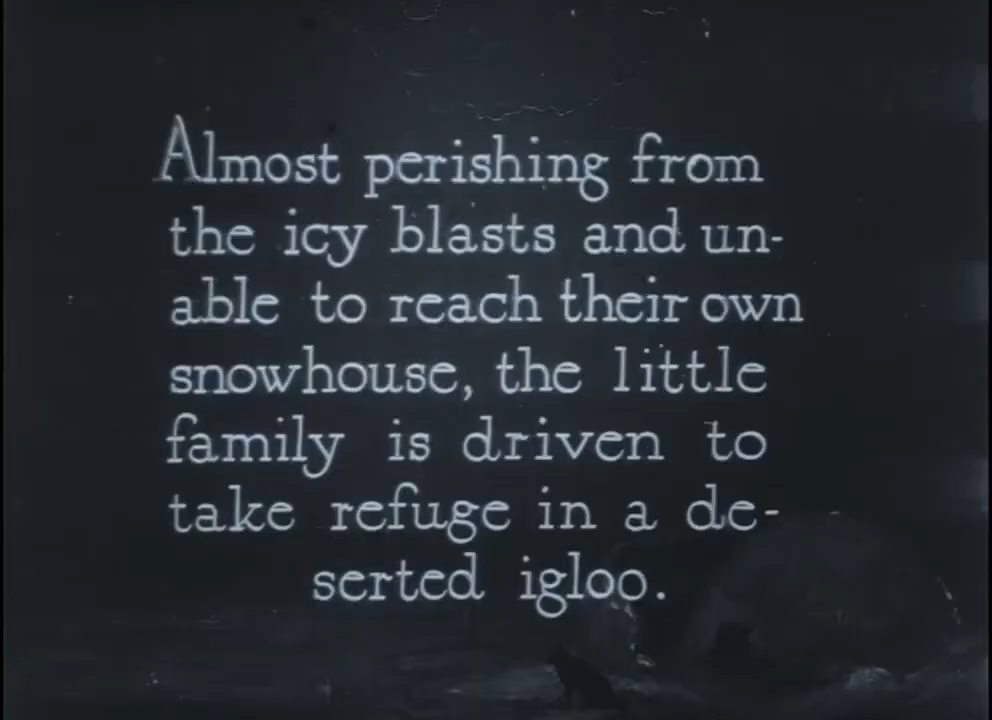 Almost perishing from
the icy blasts and un-
able to reach their own
snowhouse, the little
family is driven to
take refuge in a de-
serted igloo.